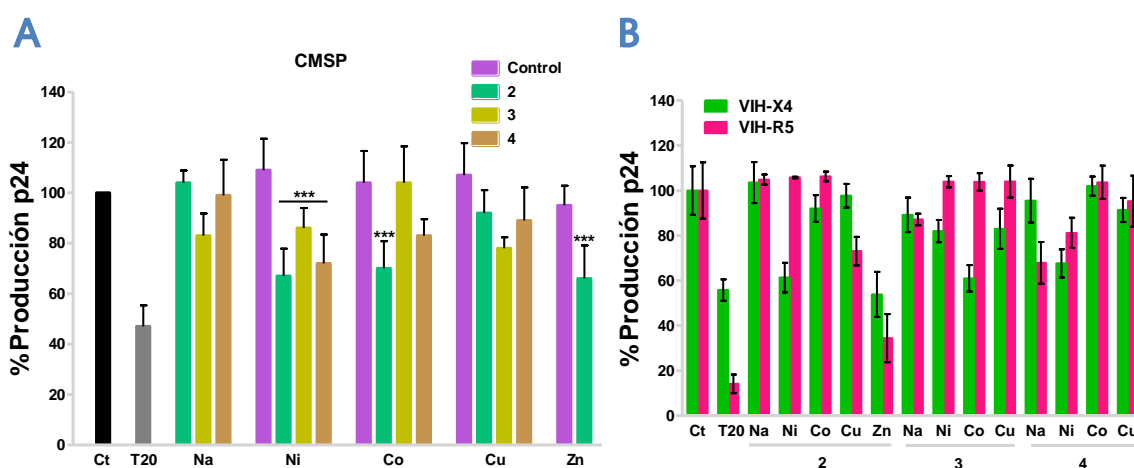 A
CMSP
Control
2
3
4
%Producción p24
140
120
100
80
60
40
20
0
***
***
***
Ct T20 Na Ni Co Cu Zn
B
VIH-X4
VIH-R5
%Producción p24
140
120
100
80
60
40
20
0
Ct T20 Na Ni Co Cu Zn Na Ni Co Cu Na Ni Co Cu
2 3 4